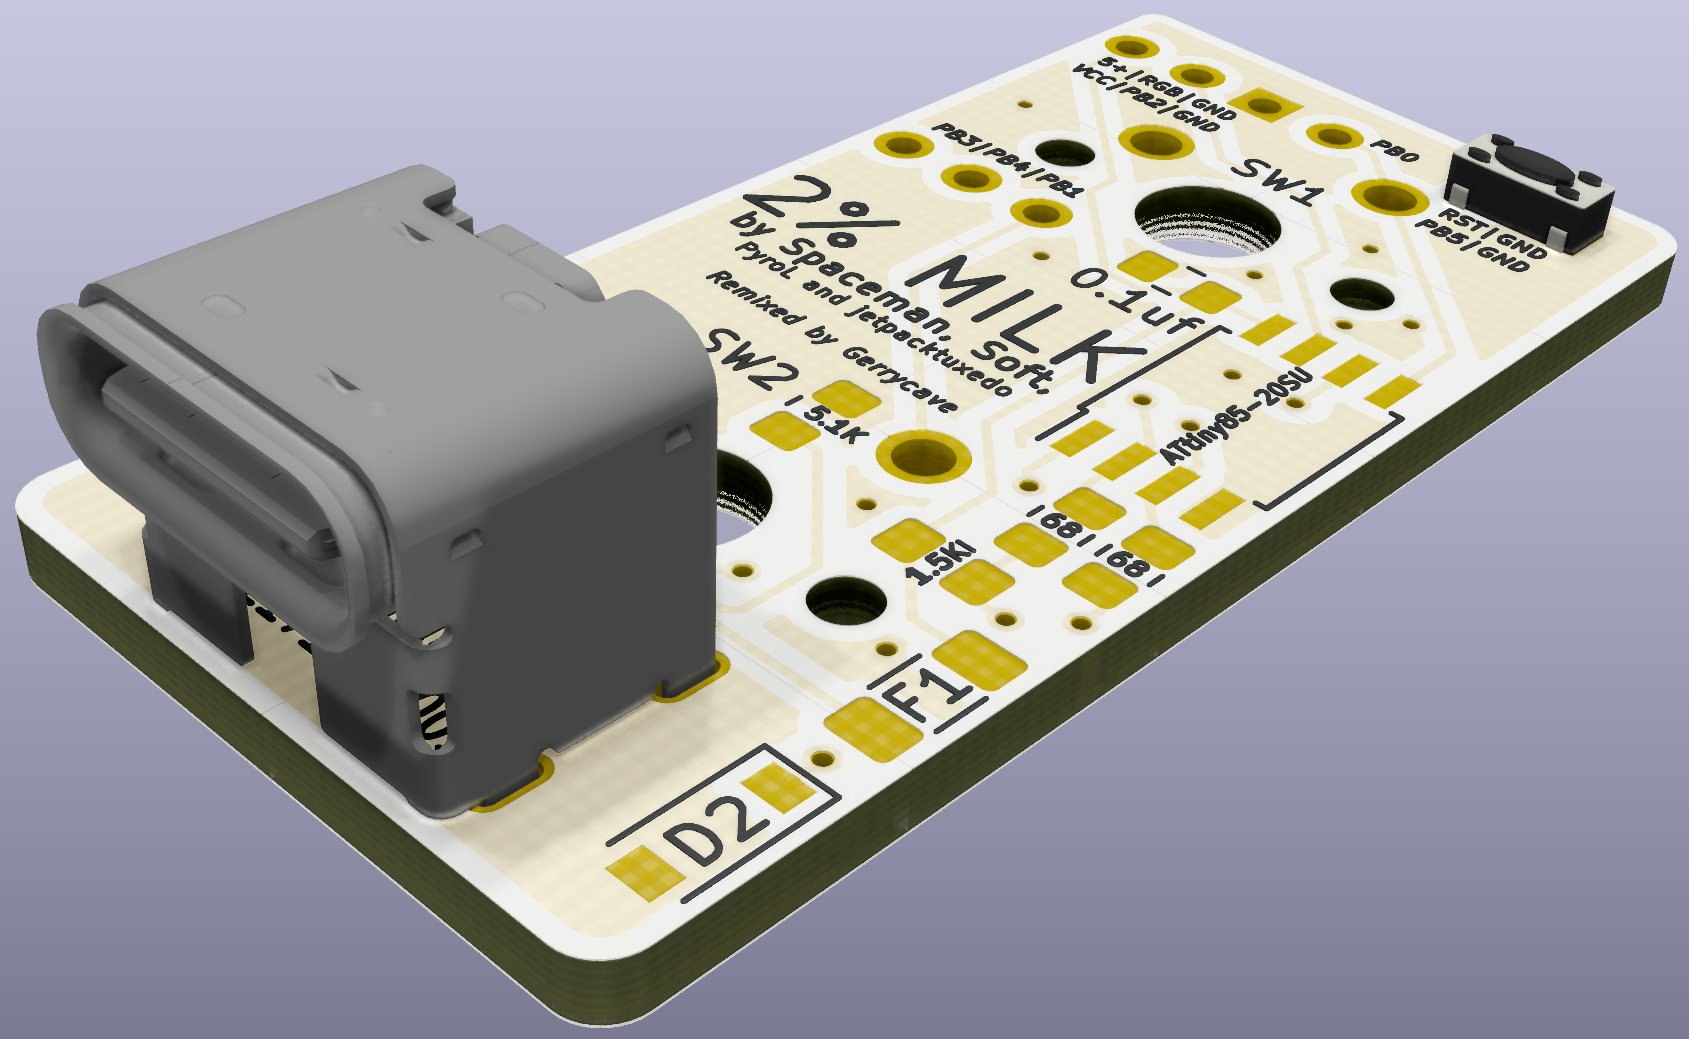 5+|RGB|GND
VCC|PB2|GND
PB0
PB3|PB4|PB1
SW1
RST|GND
PB5|GND
2% MILK
by Spaceman, Soft,
PyroL and jetpacktuxedo
Remixed by Gerrycave
0.1uf
SW2
5.1K
ATtiny85-20SU
68
68
1.5K
F1
D2